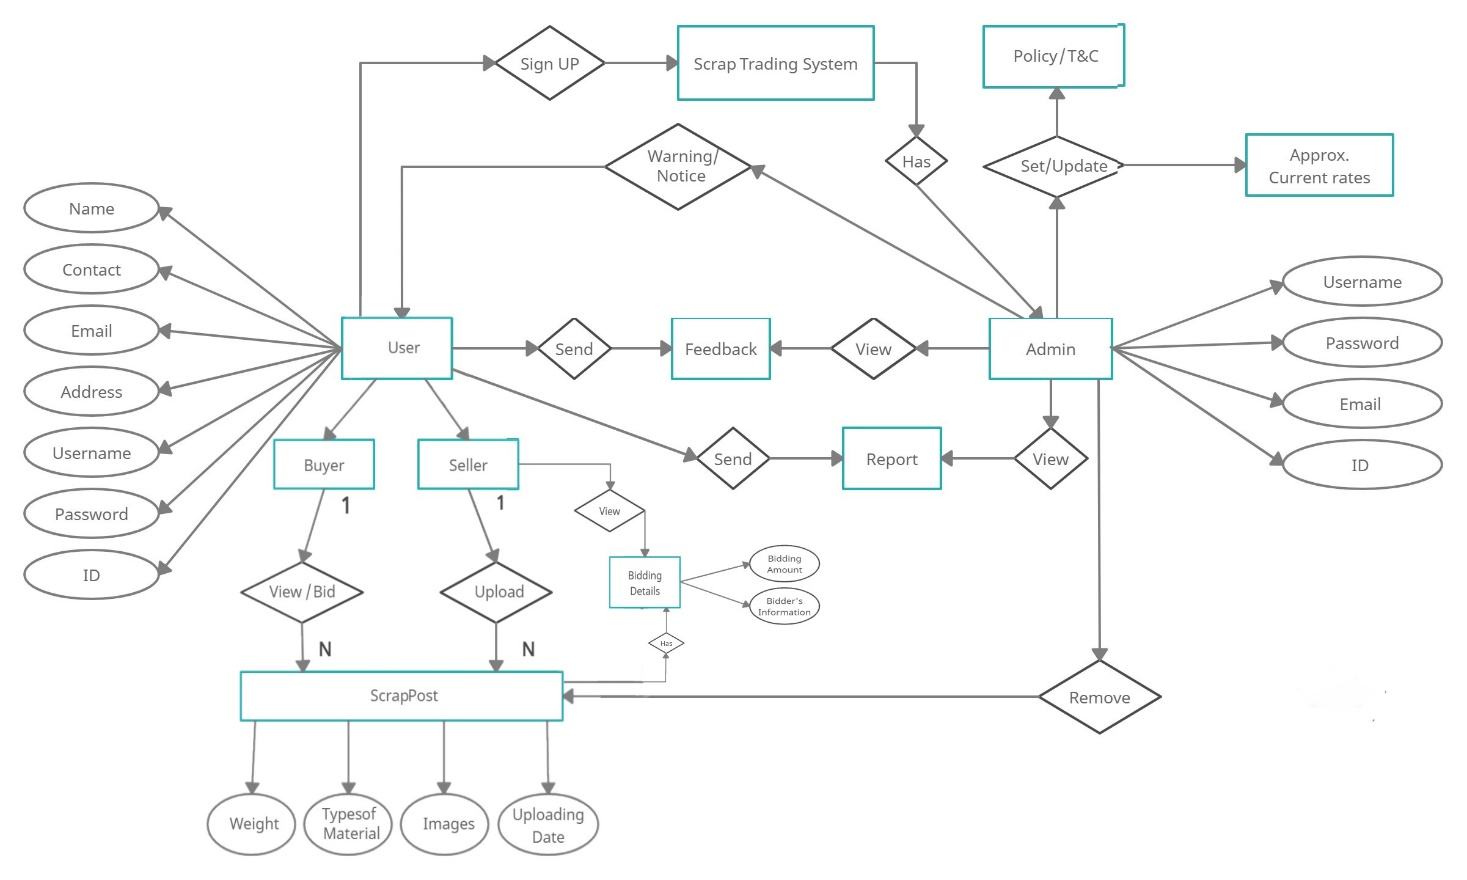 Policy/T&C
Sign UP
Scrap Trading System
Warning/
Notice
Has
Set/Update
Approx.
Current rates
Name
Contact
Email
Address
Username
Password
ID
User
Send
Feedback
View
Admin
Username
Password
Email
ID
Buyer
Seller
Send
Report
View
1
1
View
View /Bid
Upload
Bidding
Details
Bidding
Amount
Bidder's
Information
Has
N
N
ScrapPost
Remove
Weight
Typesof
Material
Images
Uploading
Date